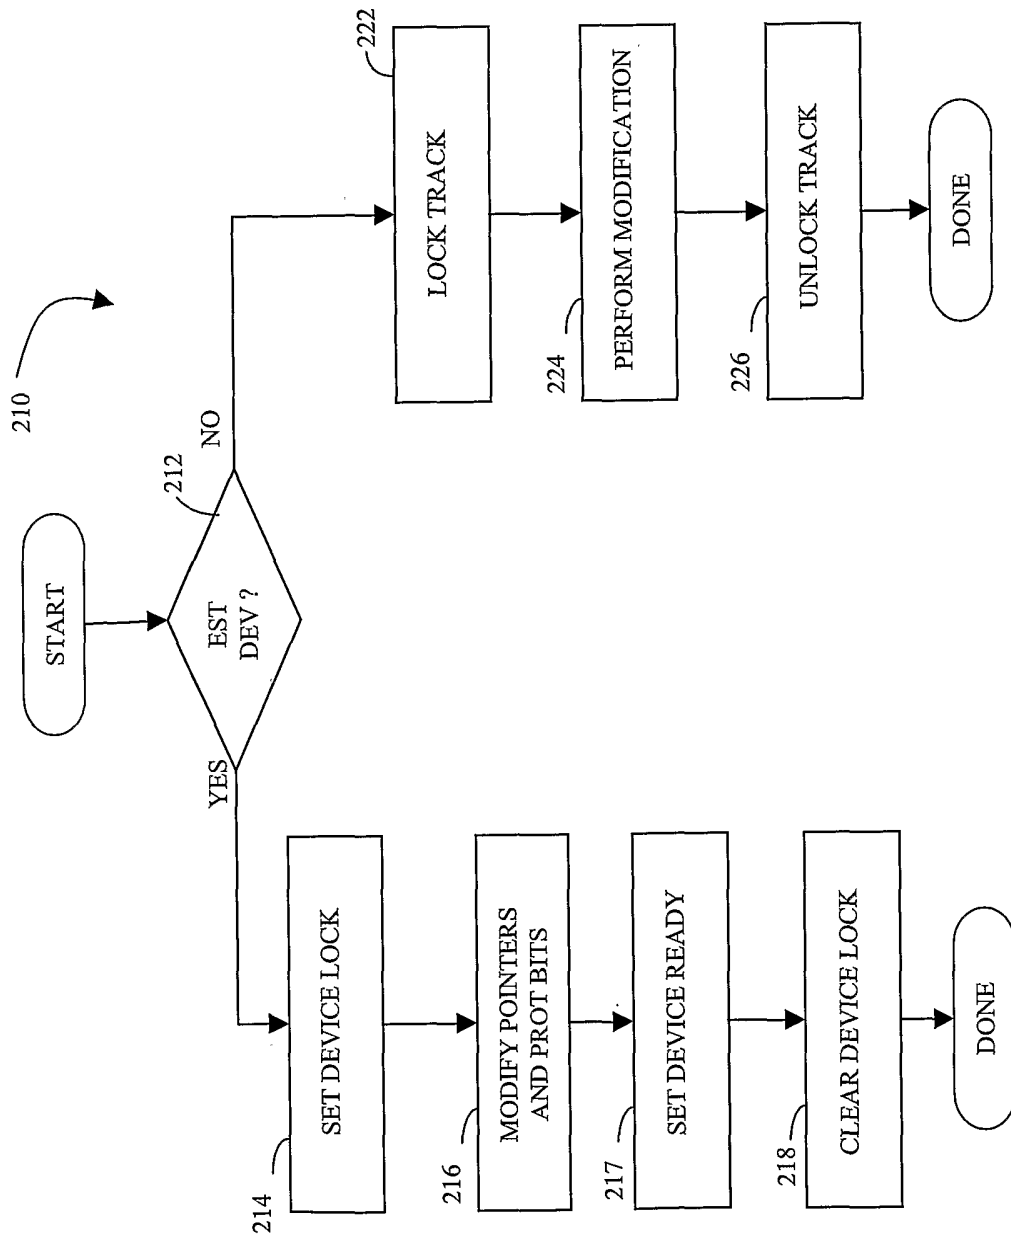 210
START
212
EST
DEV ?
YES
NO
214
SET DEVICE LOCK
216
MODIFY POINTERS
AND PROT BITS
217
SET DEVICE READY
218
CLEAR DEVICE LOCK
DONE
222
LOCK TRACK
224
PERFORM MODIFICATION
226
UNLOCK TRACK
DONE